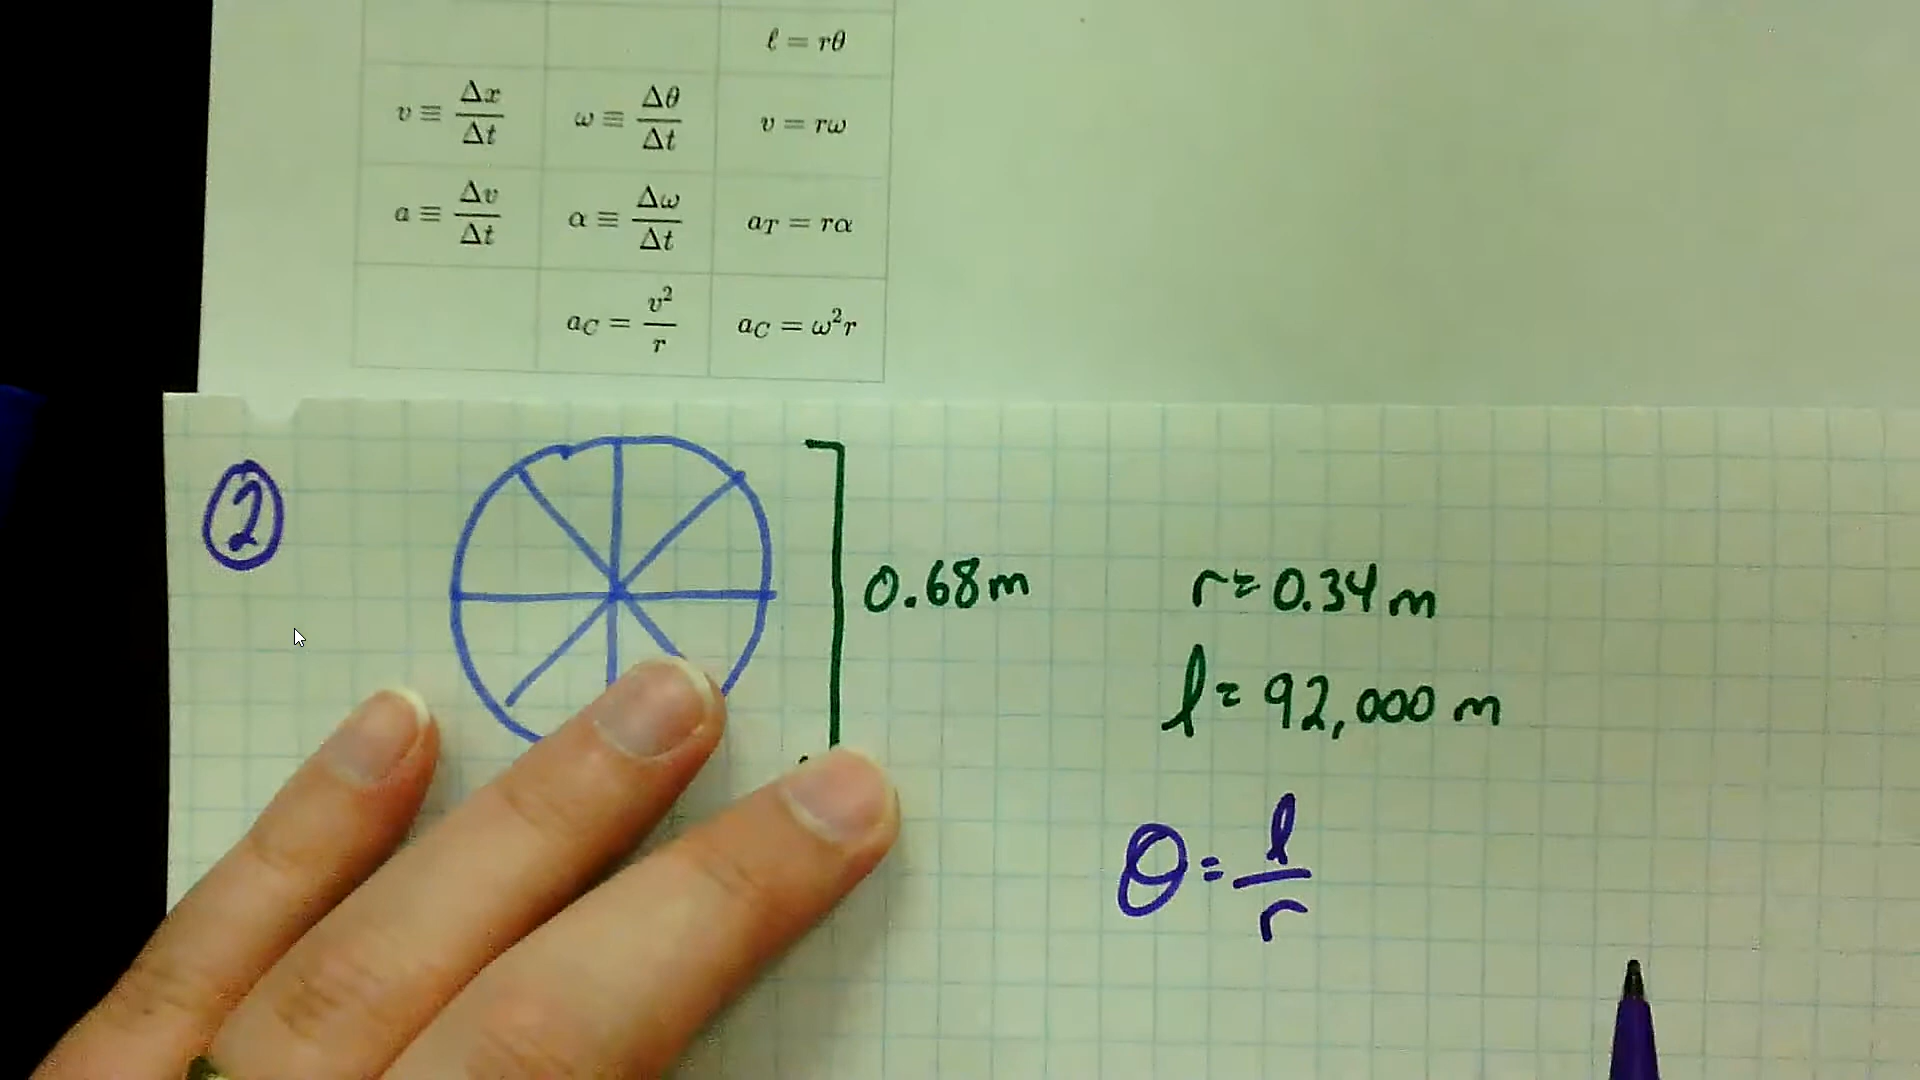 ℓ = rθ
v ≡ Δx/Δt ω ≡ Δθ/Δt v = rω
a ≡ Δv/Δt α ≡ Δω/Δt a_T = rα
a_C = v²/r a_C = ω²r
2
0.68 m
r = 0.34 m
l = 92,000 m
θ = l/r